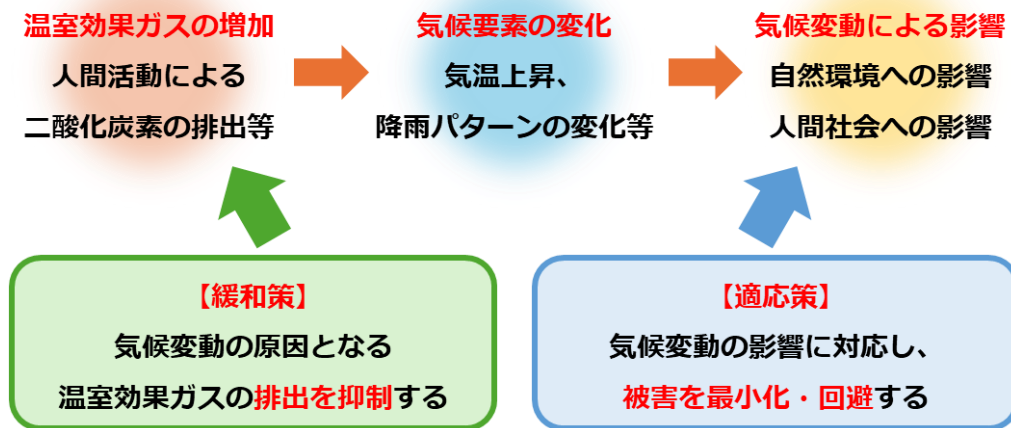 温室効果ガスの増加
人間活動による
二酸化炭素の排出等
気候要素の変化
気温上昇、
降雨パターンの変化等
気候変動による影響
自然環境への影響
人間社会への影響
【緩和策】
気候変動の原因となる
温室効果ガスの排出を抑制する
【適応策】
気候変動の影響に対応し、
被害を最小化・回避する